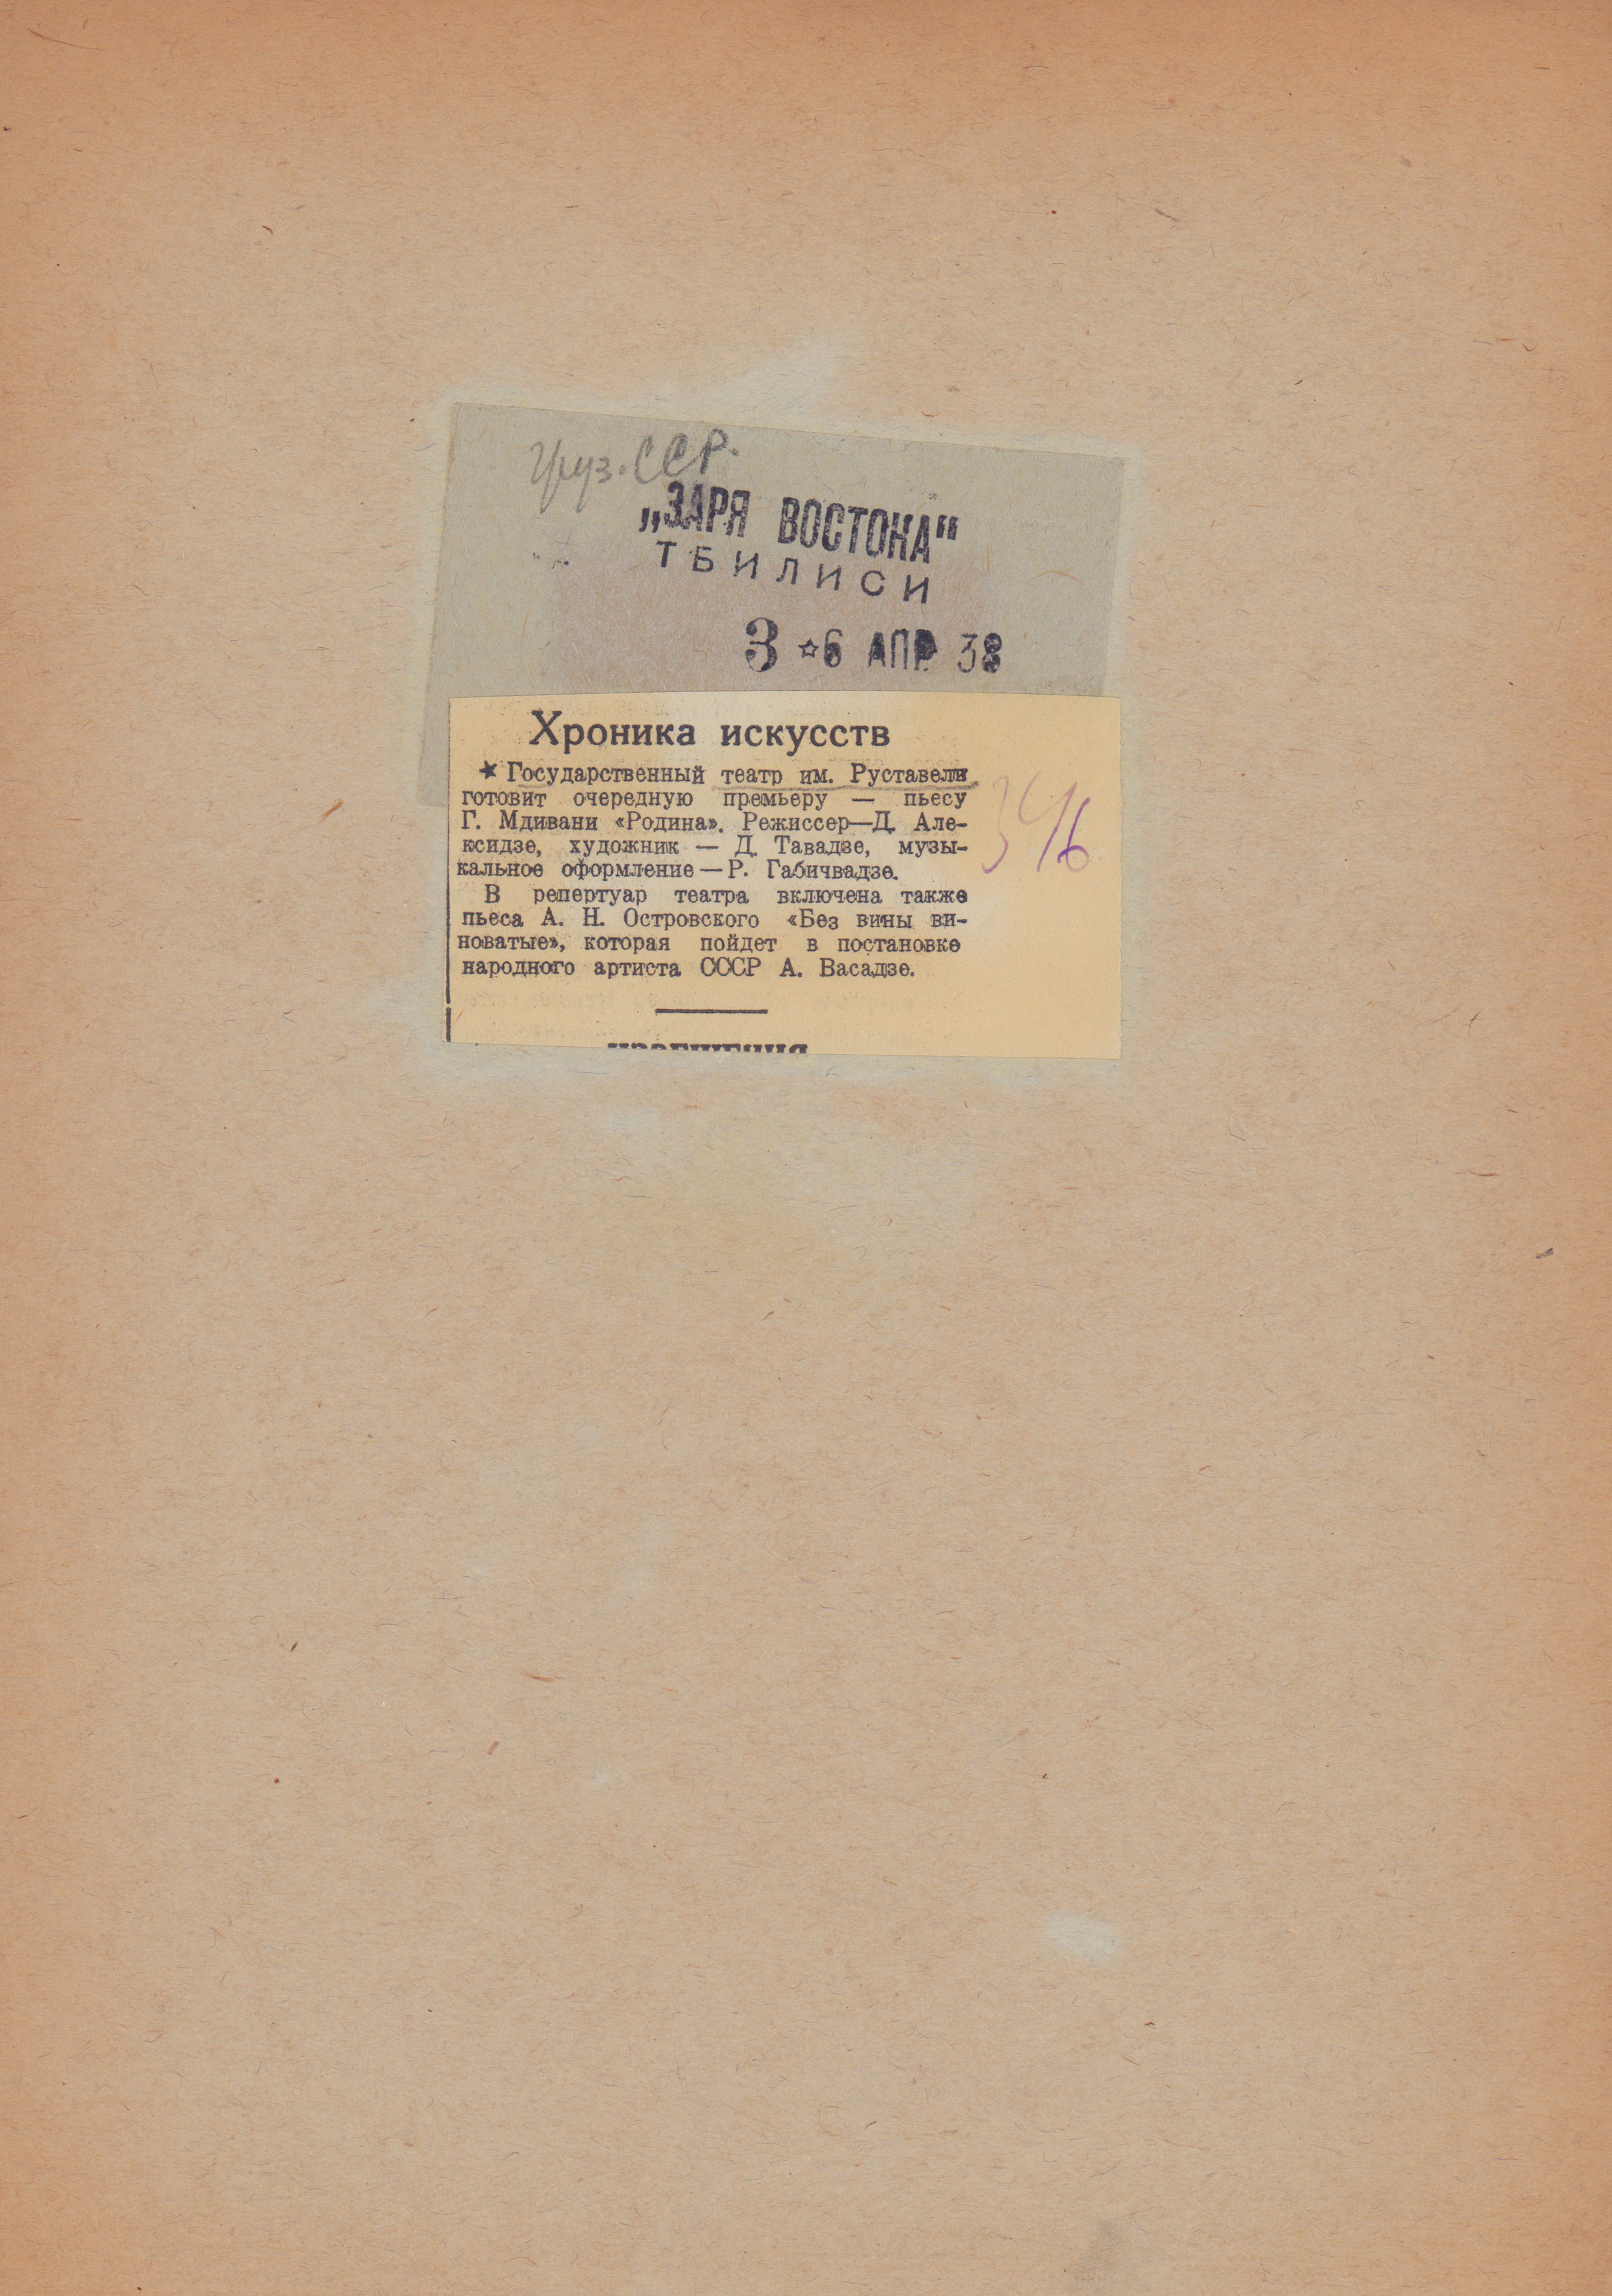 Груз. ССР.
„ЗАРЯ ВОСТОКА“
ТБИЛИСИ
3 ☆6 АПР 38
Хроника искусств
★ Государственный театр им. Руставели
готовит очередную премьеру — пьесу
Г. Мдивани «Родина». Режиссер—Д. Але-
ксидзе, художник — Д. Тавадзе, музы-
кальное оформление — Р. Габичвадзе.
В репертуар театра включена также
пьеса А. Н. Островского «Без вины ви-
новатые», которая пойдет в постановке
народного артиста СССР А. Васадзе.